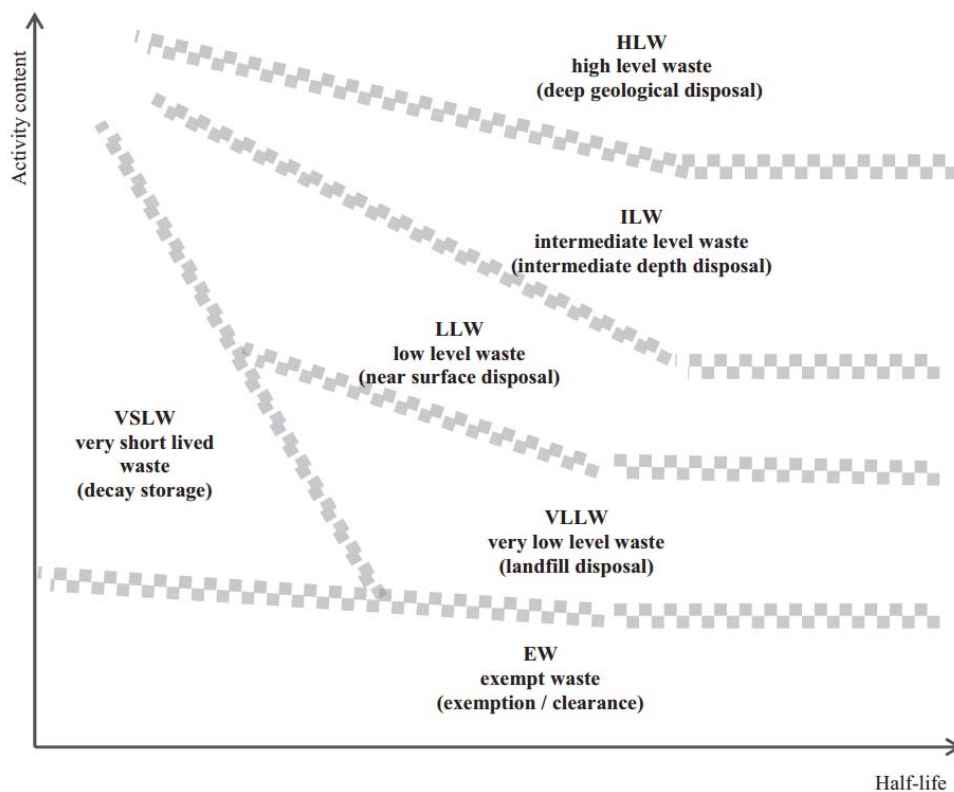 Activity content
HLW
high level waste
(deep geological disposal)
ILW
intermediate level waste
(intermediate depth disposal)
LLW
low level waste
(near surface disposal)
VSLW
very short lived
waste
(decay storage)
VLLW
very low level waste
(landfill disposal)
EW
exempt waste
(exemption / clearance)
Half-life